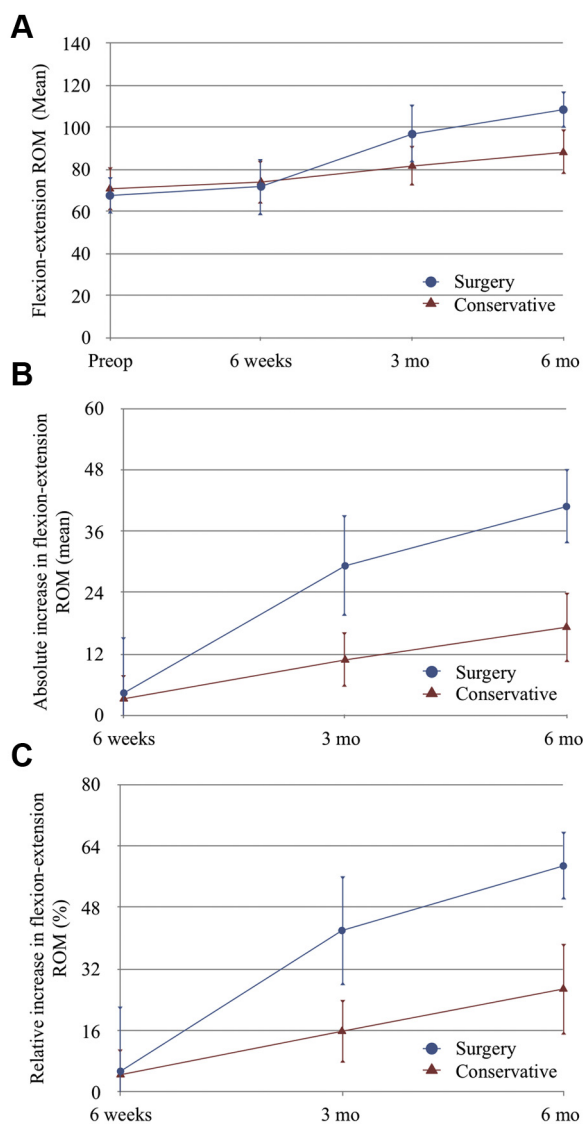 A
Flexion-extension ROM (Mean)
140
120
100
80
60
40
20
0
Surgery
Conservative
Preop 6 weeks 3 mo 6 mo
B
Absolute increase in flexion-extension
ROM (mean)
60
48
36
24
12
0
Surgery
Conservative
6 weeks 3 mo 6 mo
C
Relative increase in flexion-extension
ROM (%)
80
64
48
32
16
0
Surgery
Conservative
6 weeks 3 mo 6 mo